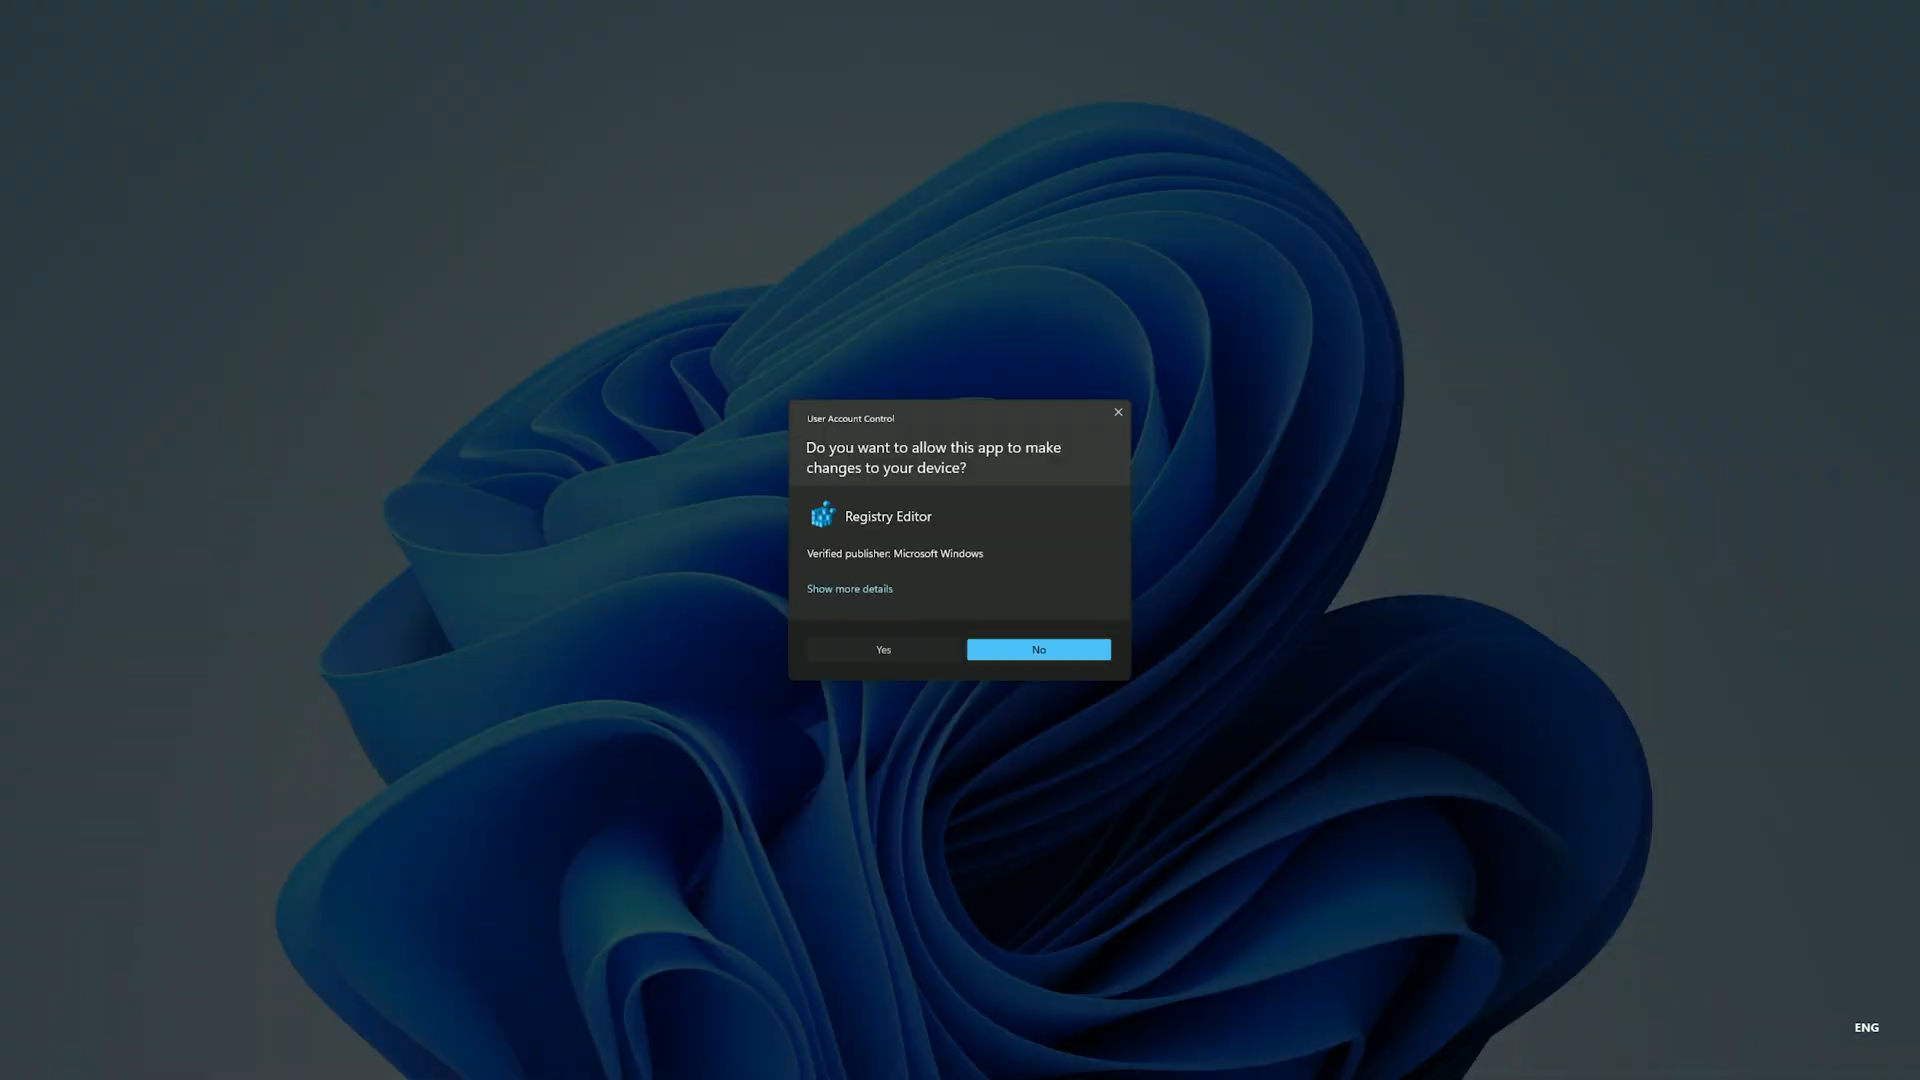 User Account Control
Do you want to allow this app to make
changes to your device?
Registry Editor
Verified publisher: Microsoft Windows
Show more details
Yes
No
ENG